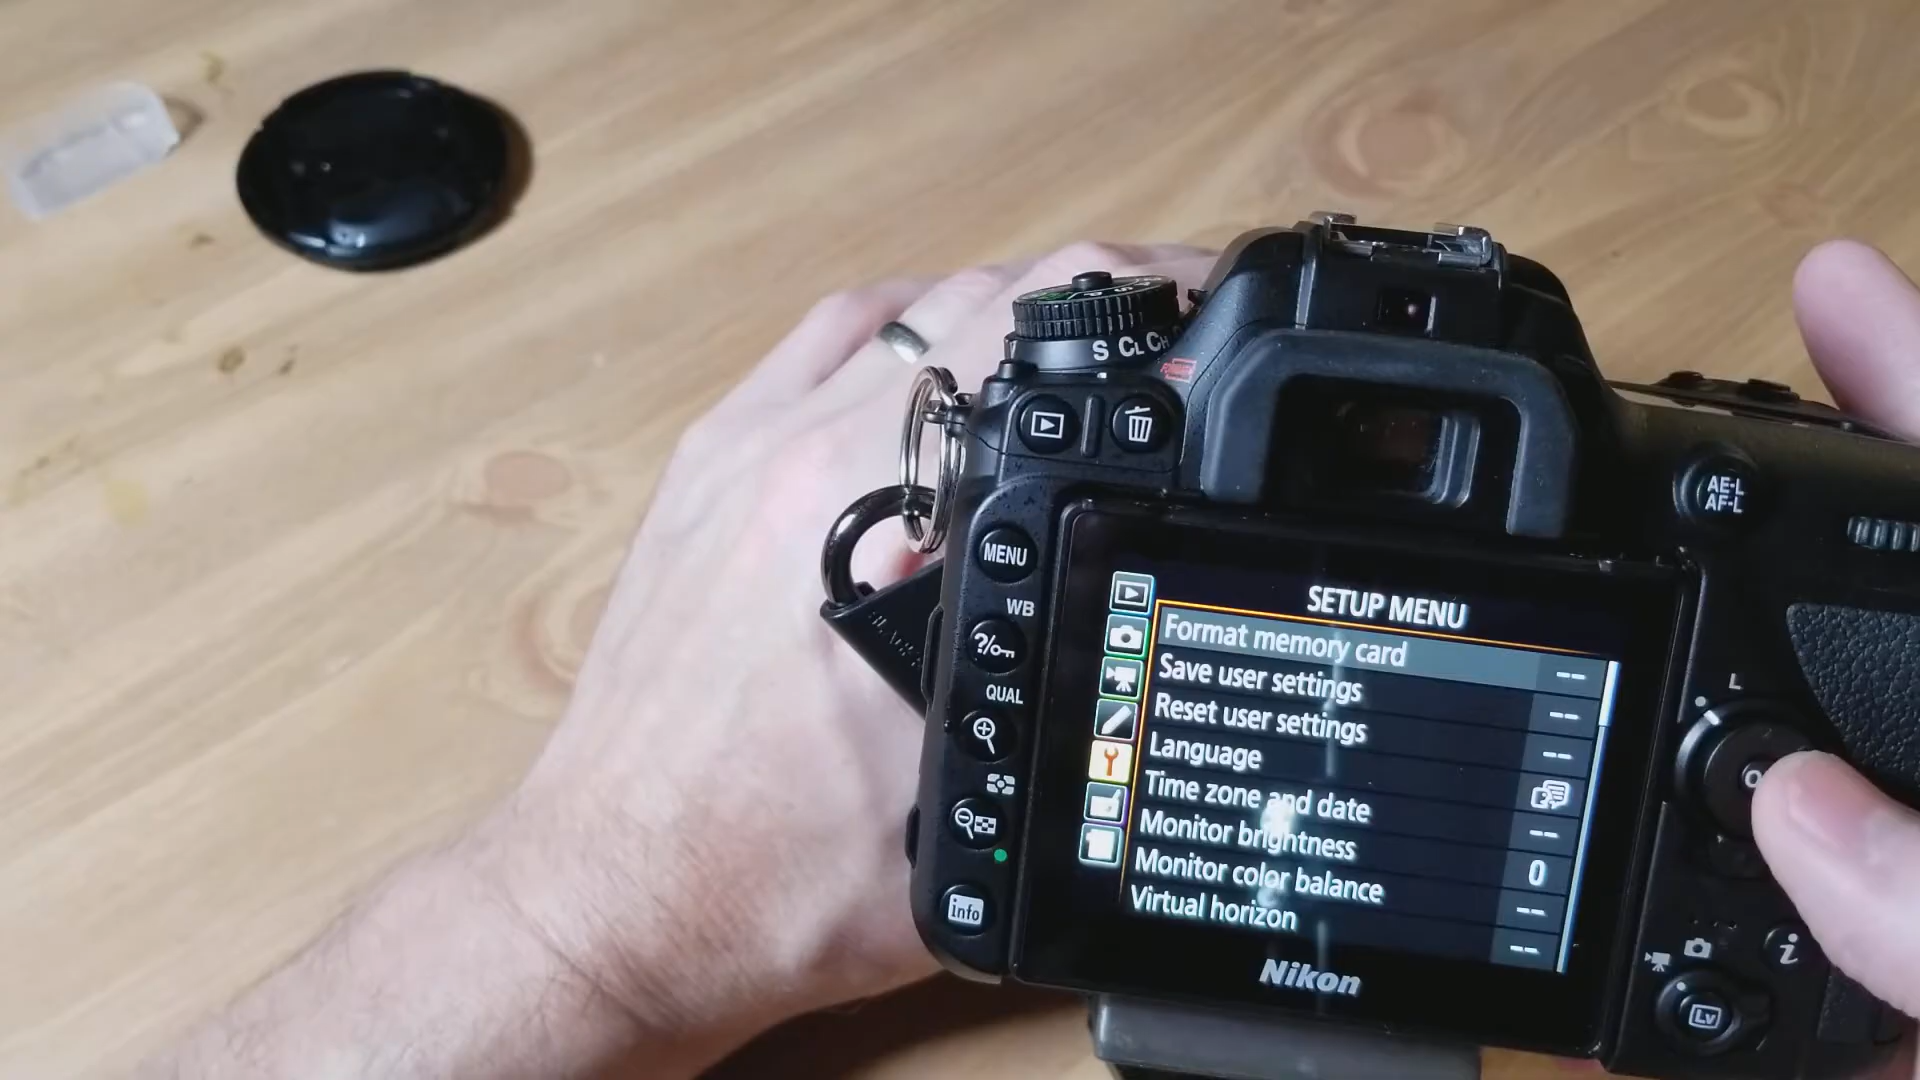 S CL CH
AE-L
AF-L
MENU
WB
?
QUAL
info
L
SETUP MENU
Format memory card --
Save user settings --
Reset user settings --
Language
Time zone and date --
Monitor brightness 0
Monitor color balance --
Virtual horizon --
Nikon
i
Lv